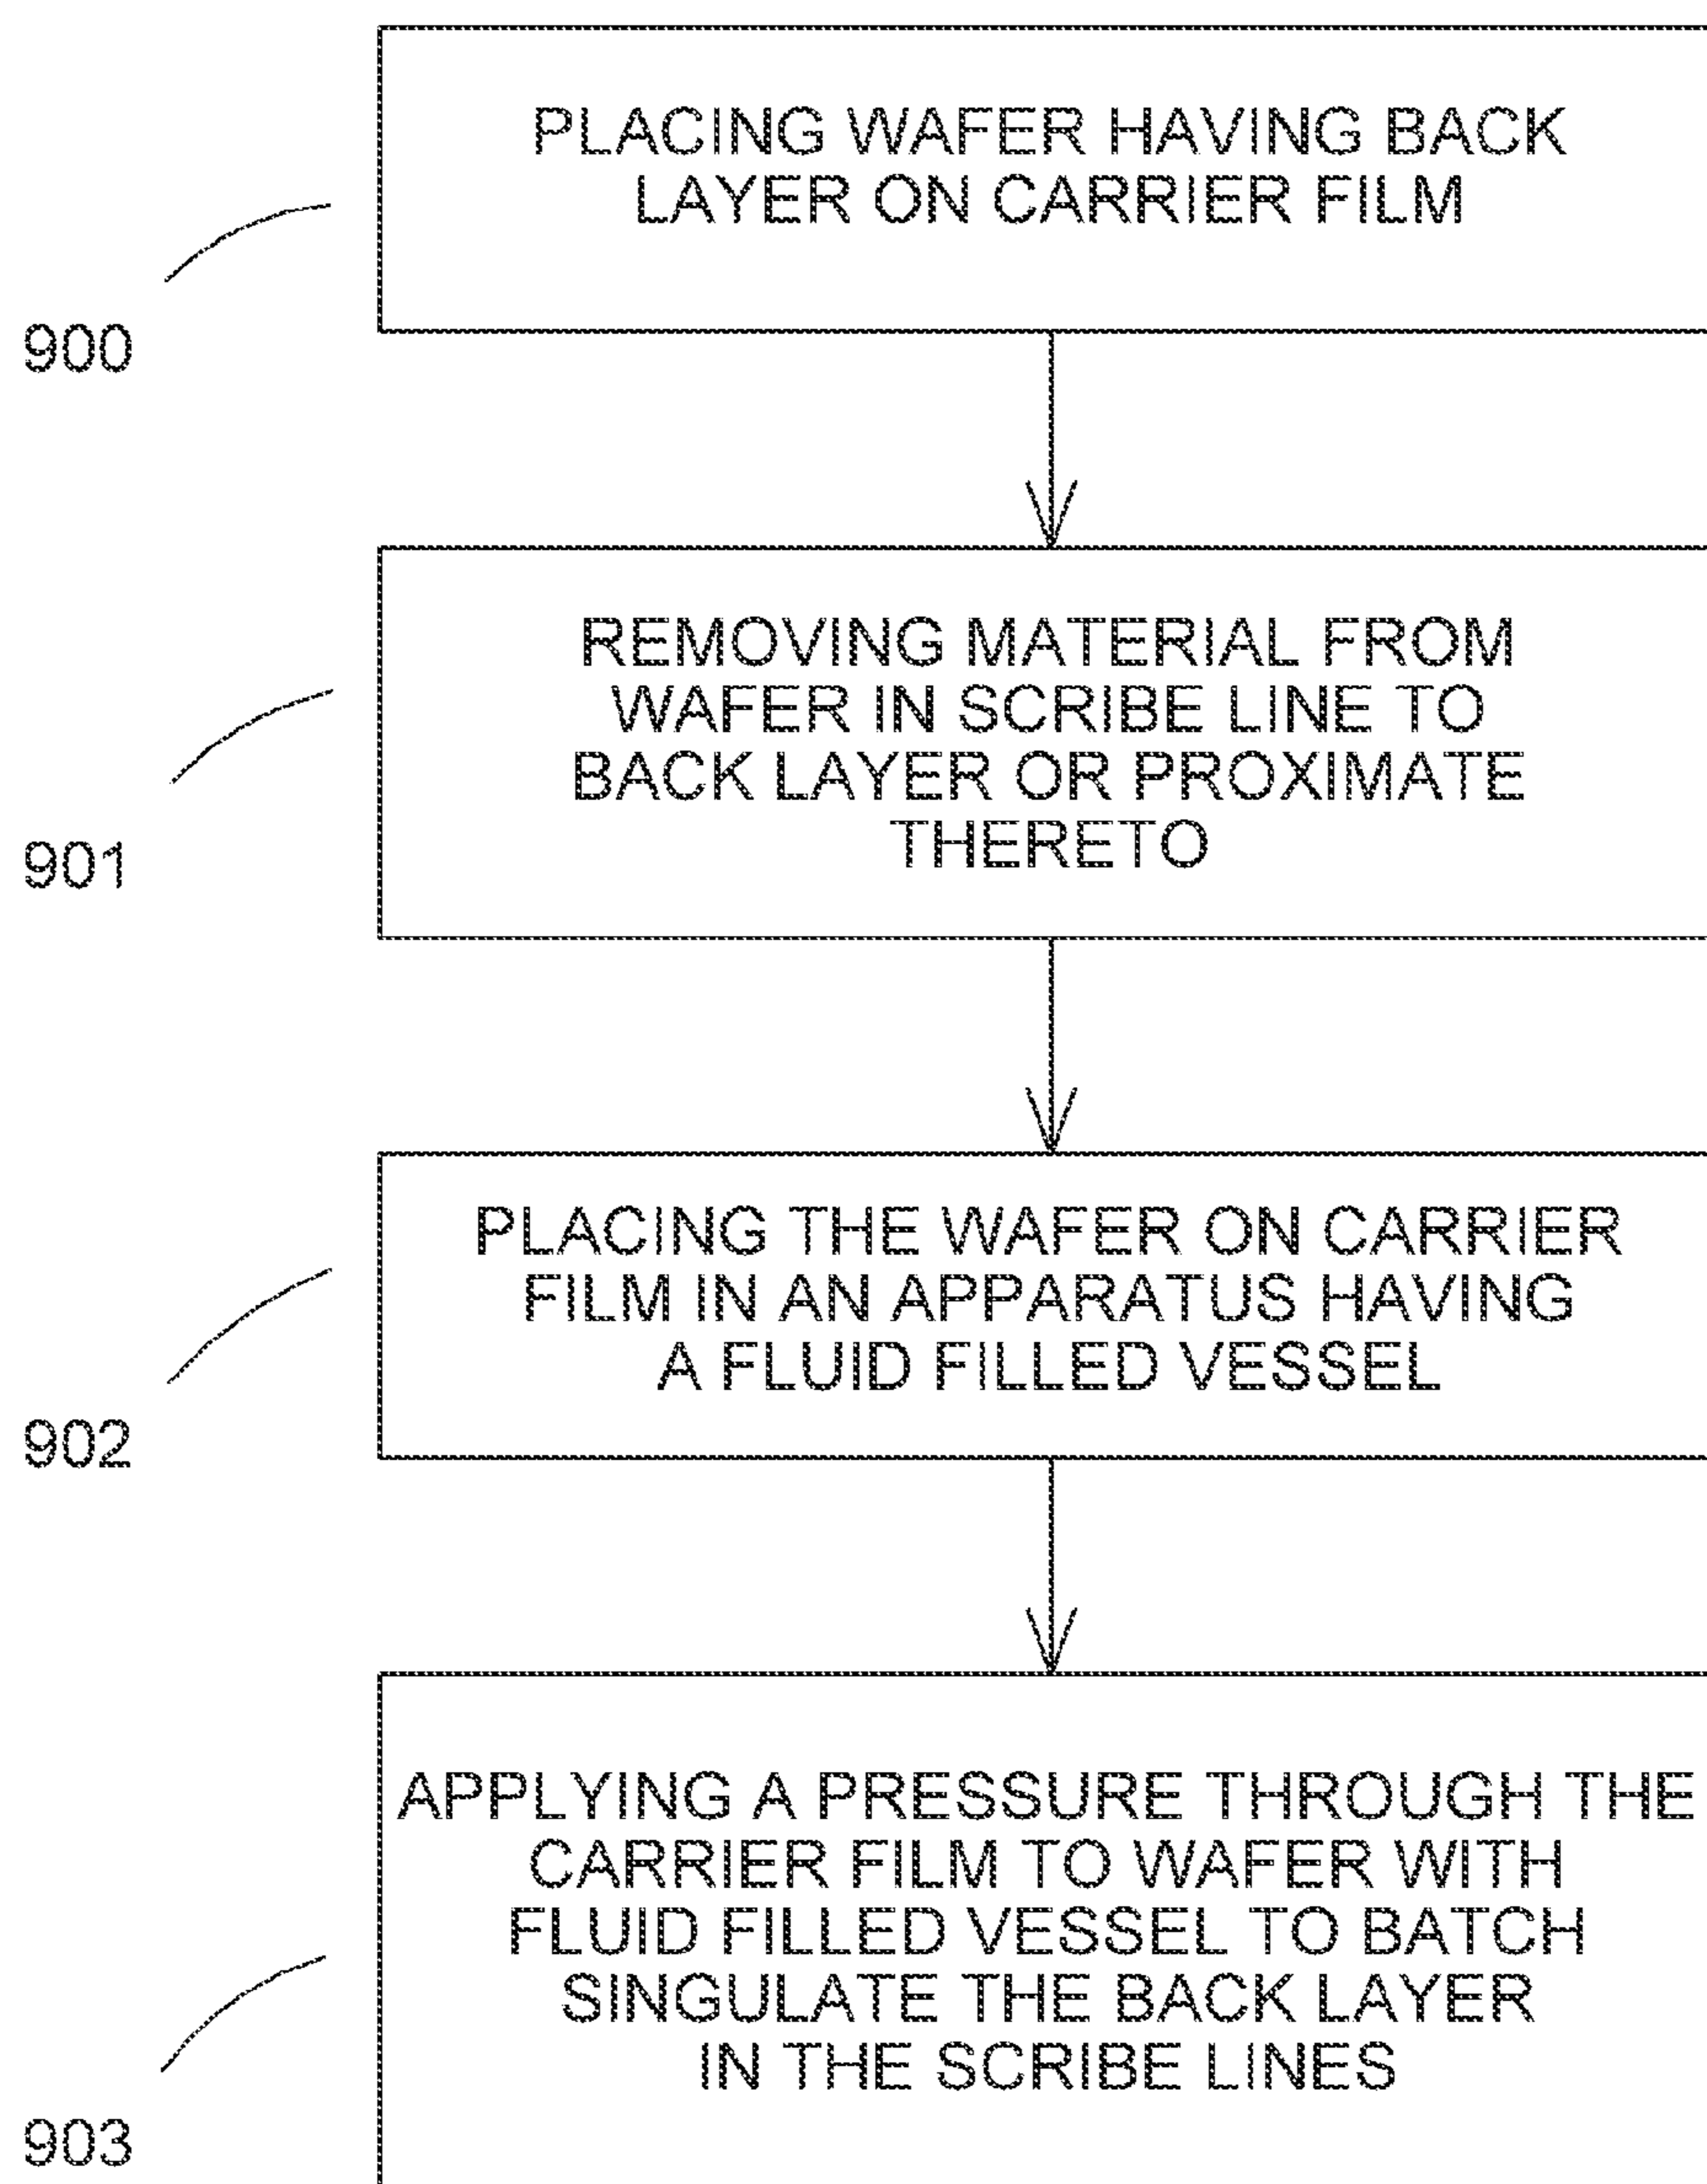 PLACING WAFER HAVING BACK
LAYER ON CARRIER FILM
900
REMOVING MATERIAL FROM
WAFER IN SCRIBE LINE TO
BACK LAYER OR PROXIMATE
THERETO
901
PLACING THE WAFER ON CARRIER
FILM IN AN APPARATUS HAVING
A FLUID FILLED VESSEL
902
APPLYING A PRESSURE THROUGH THE
CARRIER FILM TO WAFER WITH
FLUID FILLED VESSEL TO BATCH
SINGULATE THE BACK LAYER
IN THE SCRIBE LINES
903